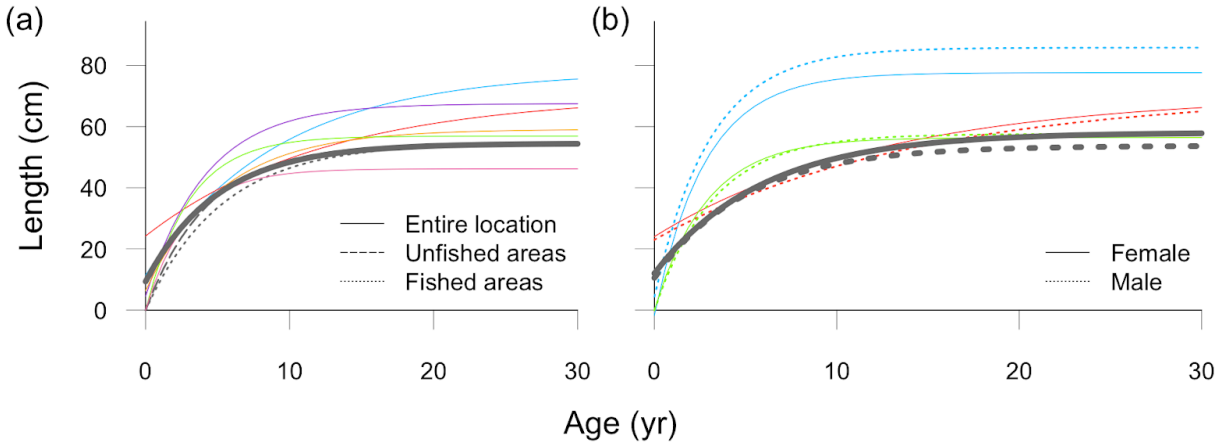 (a)
(b)
Length (cm)
80
60
40
20
0
Entire location
Unfished areas
Fished areas
Female
Male
0 10 20 30
0 10 20 30
Age (yr)